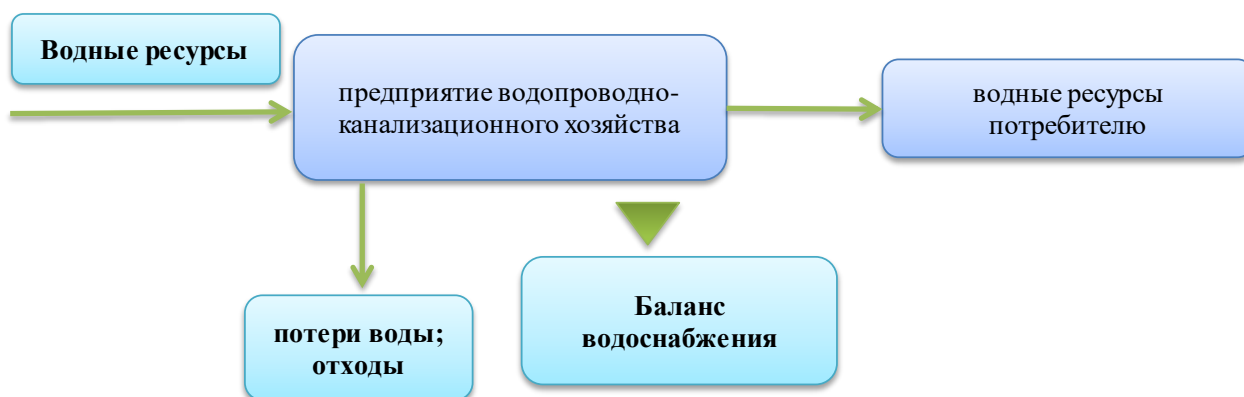 Водные ресурсы
предприятие водопроводно-
канализационного хозяйства
водные ресурсы
потребителю
потери воды;
отходы
Баланс
водоснабжения